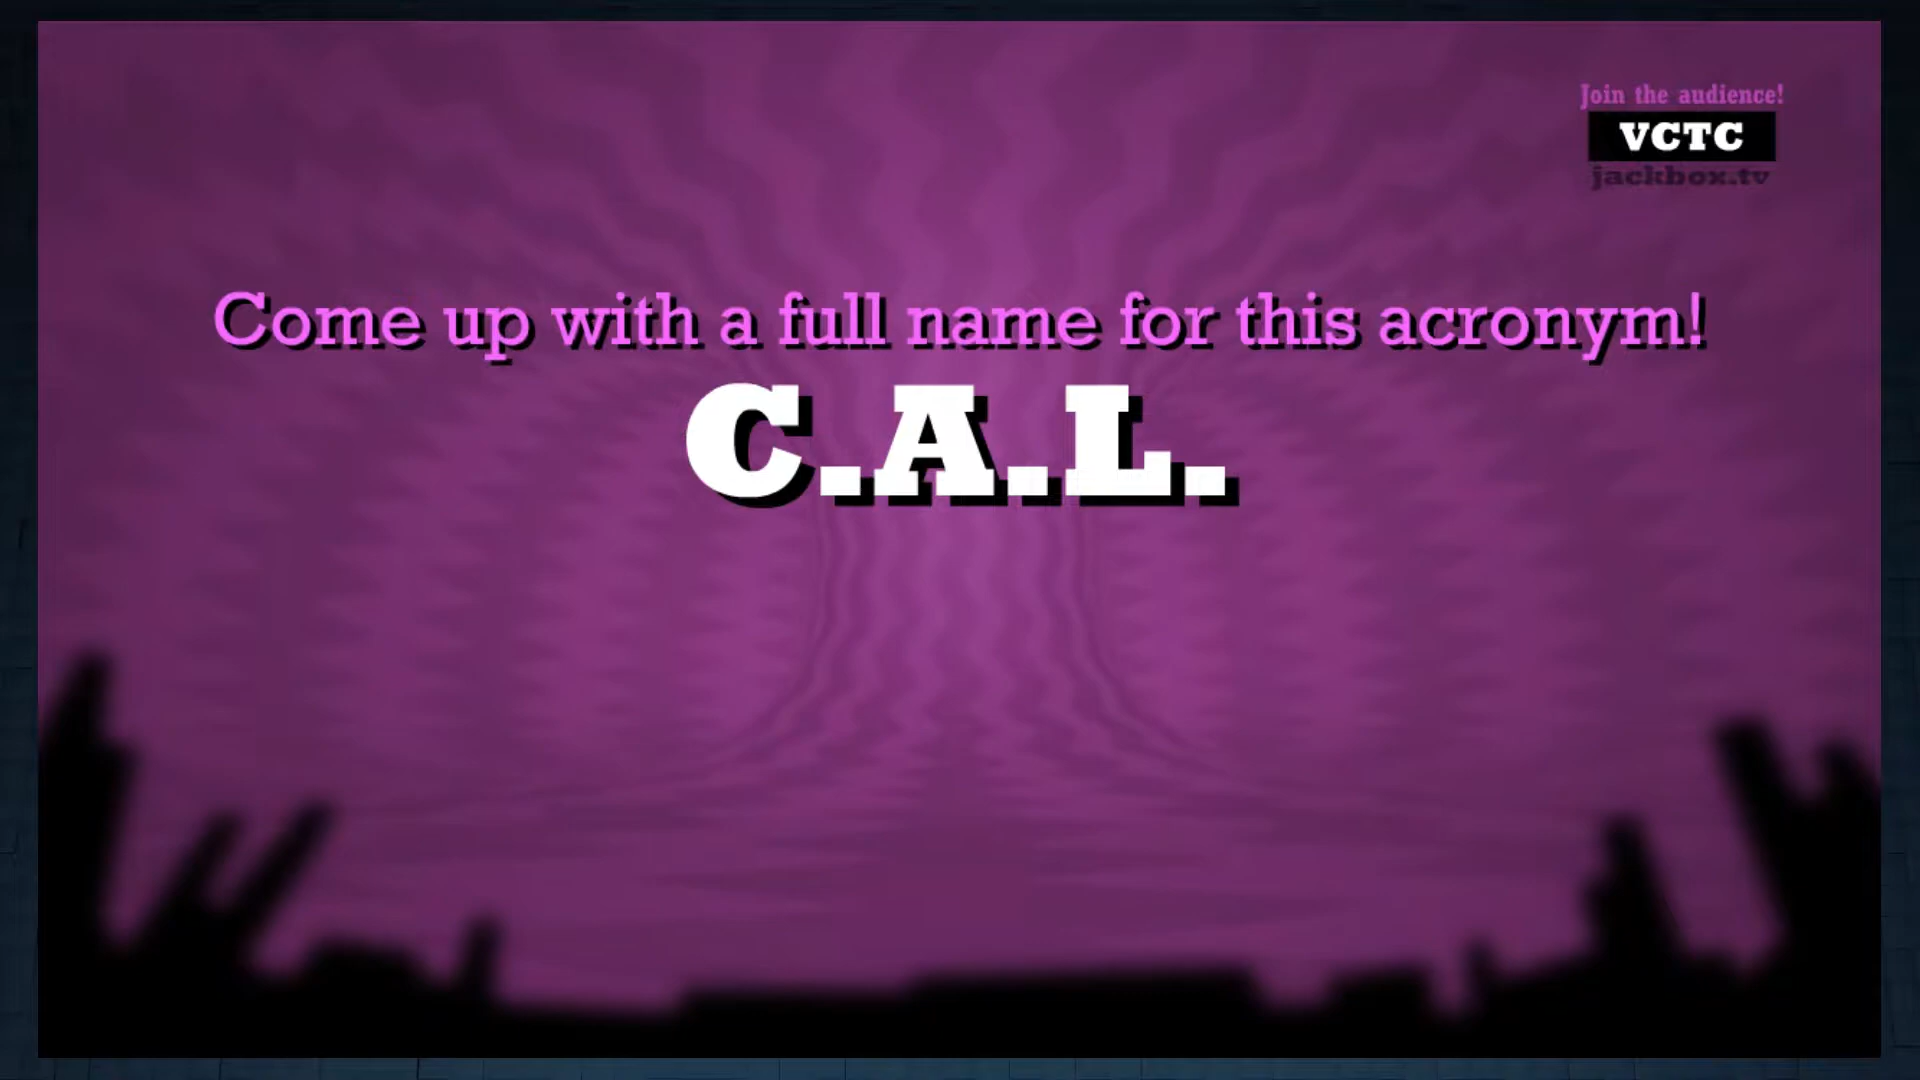 Join the audience!
VCTC
jackbox.tv
Come up with a full name for this acronym!
C.A.L.